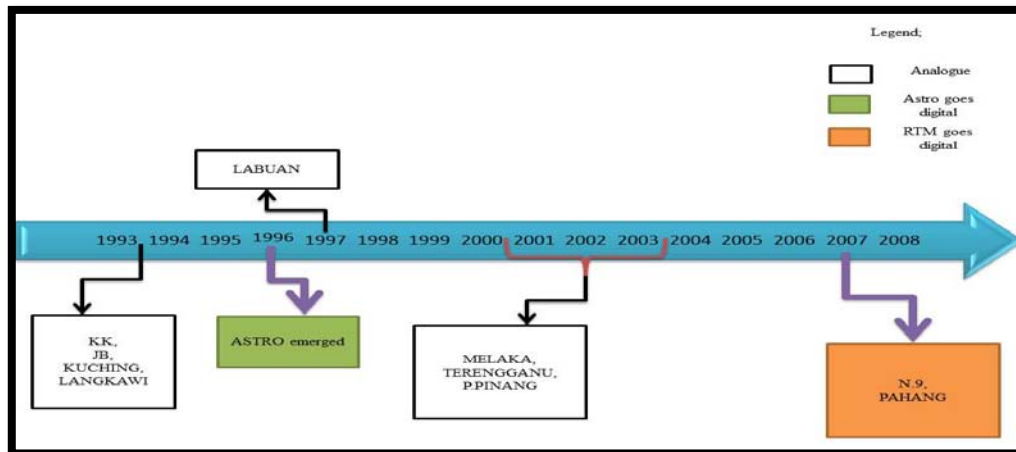 Legend;
Analogue
Astro goes
digital
RTM goes
digital
LABUAN
1993 1994 1995 1996 1997 1998 1999 2000 2001 2002 2003 2004 2005 2006 2007 2008
KK,
JB,
KUCHING,
LANGKAWI
ASTRO emerged
MELAKA,
TERENGGANU,
P.PINANG
N.9,
PAHANG